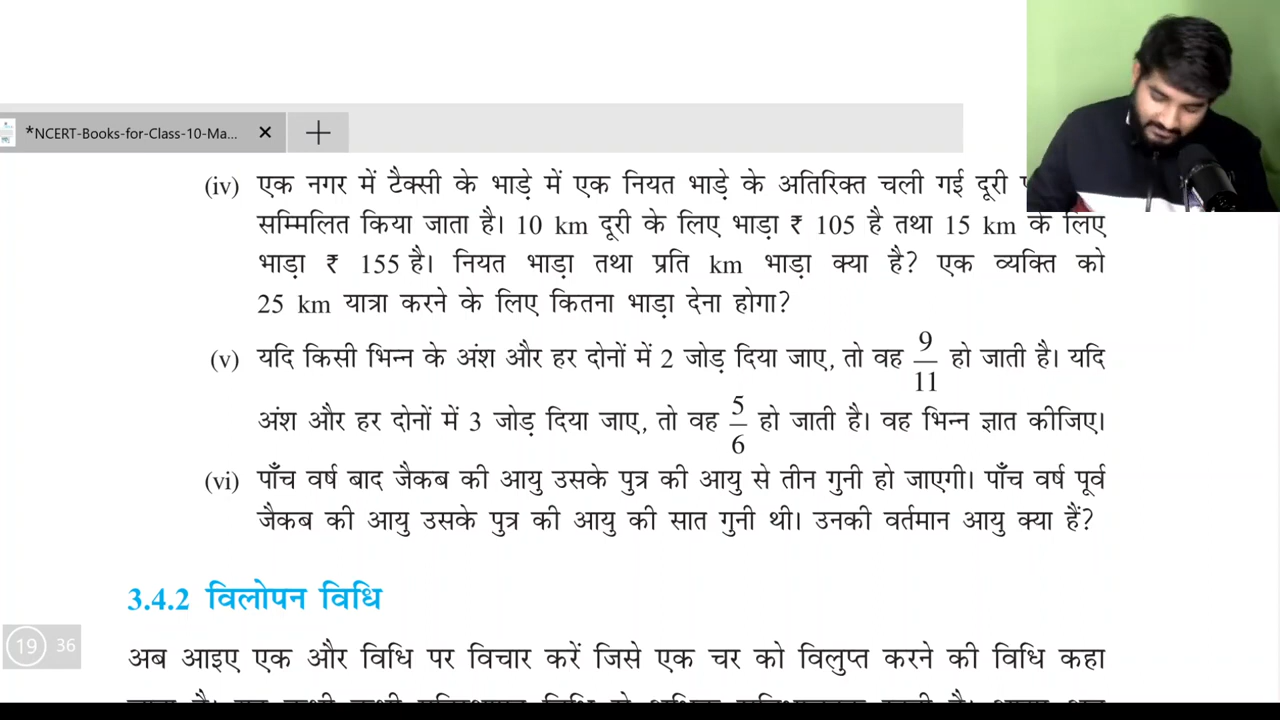 *NCERT-Books-for-Class-10-Ma...
(iv) एक नगर में टैक्सी के भाड़े में एक नियत भाड़े के अतिरिक्त चली गई दूरी
सम्मिलित किया जाता है। 10 km दूरी के लिए भाड़ा ₹ 105 है तथा 15 km के लिए
भाड़ा ₹ 155 है। नियत भाड़ा तथा प्रति km भाड़ा क्या है? एक व्यक्ति को
25 km यात्रा करने के लिए कितना भाड़ा देना होगा?
(v) यदि किसी भिन्न के अंश और हर दोनों में 2 जोड़ दिया जाए, तो वह 9/11 हो जाती है। यदि
अंश और हर दोनों में 3 जोड़ दिया जाए, तो वह 5/6 हो जाती है। वह भिन्न ज्ञात कीजिए।
(vi) पाँच वर्ष बाद जैकब की आयु उसके पुत्र की आयु से तीन गुनी हो जाएगी। पाँच वर्ष पूर्व
जैकब की आयु उसके पुत्र की आयु की सात गुनी थी। उनकी वर्तमान आयु क्या हैं?
3.4.2 विलोपन विधि
19 36
अब आइए एक और विधि पर विचार करें जिसे एक चर को विलुप्त करने की विधि कहा